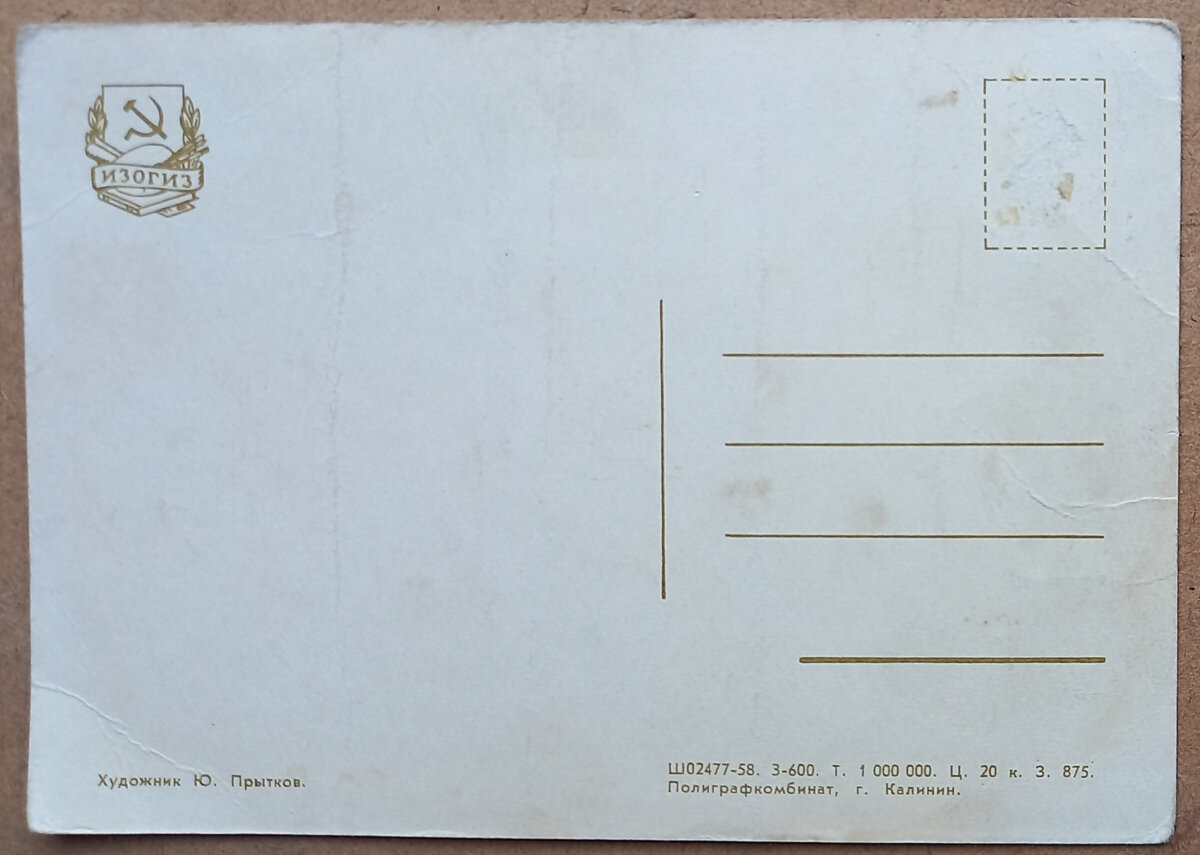 ИЗОГИЗ
Художник Ю. Прытков.
Ш02477-58. З-600. Т. 1 000 000. Ц. 20 к. З. 875.
Полиграфкомбинат, г. Калинин.